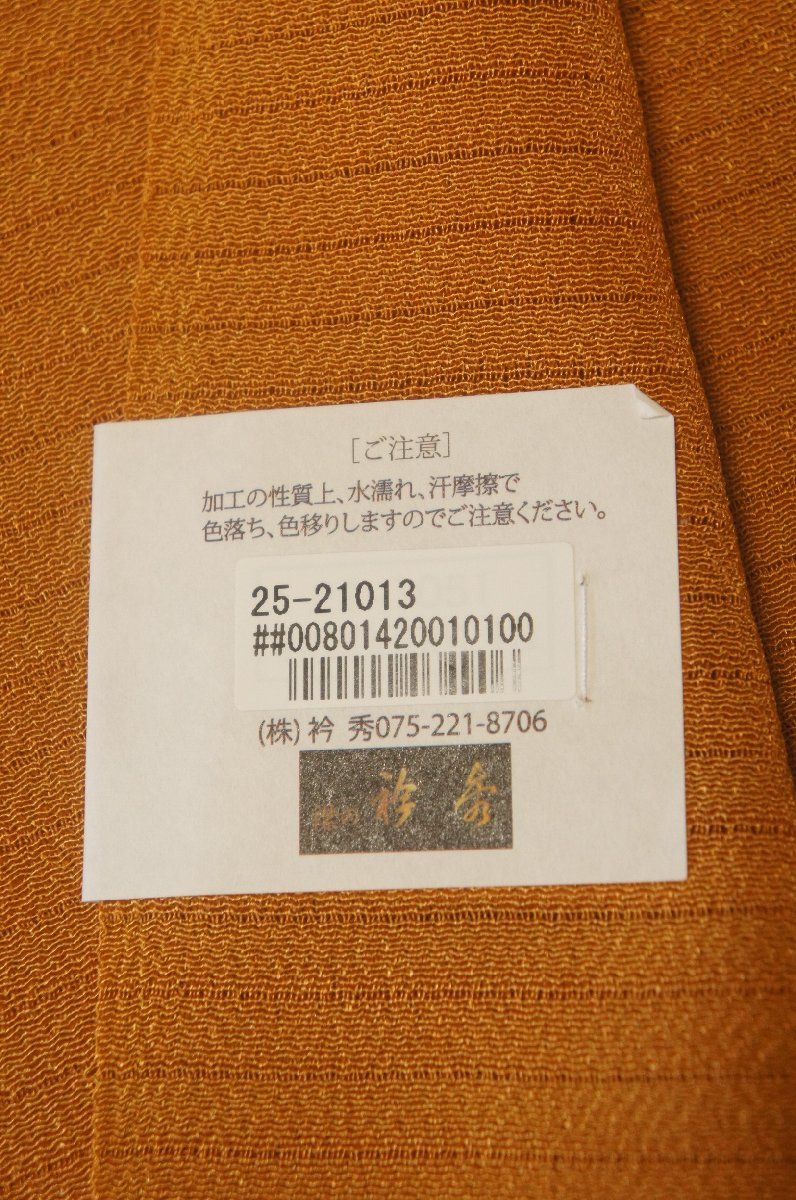 [ご注意]
加工の性質上、水濡れ、汗摩擦で
色落ち、色移りしますのでご注意ください。
25-21013
##00801420010100
(株) 衿 秀075-221-8706
衿 秀